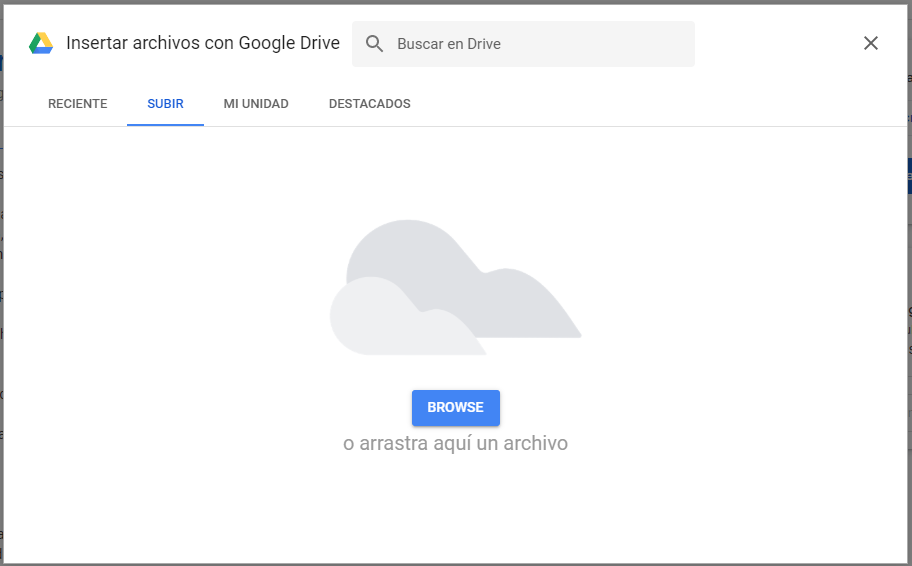 Insertar archivos con Google Drive
Buscar en Drive
RECIENTE
SUBIR
MI UNIDAD
DESTACADOS
BROWSE
o arrastra aquí un archivo